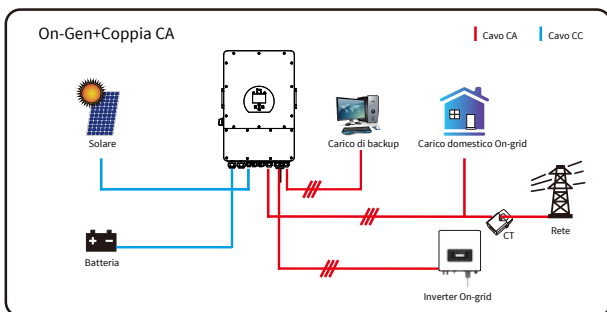 On-Gen+Coppia CA
Cavo CA
Cavo CC
Solare
Carico di backup
Carico domestico On-grid
CT
Rete
Batteria
Inverter On-grid